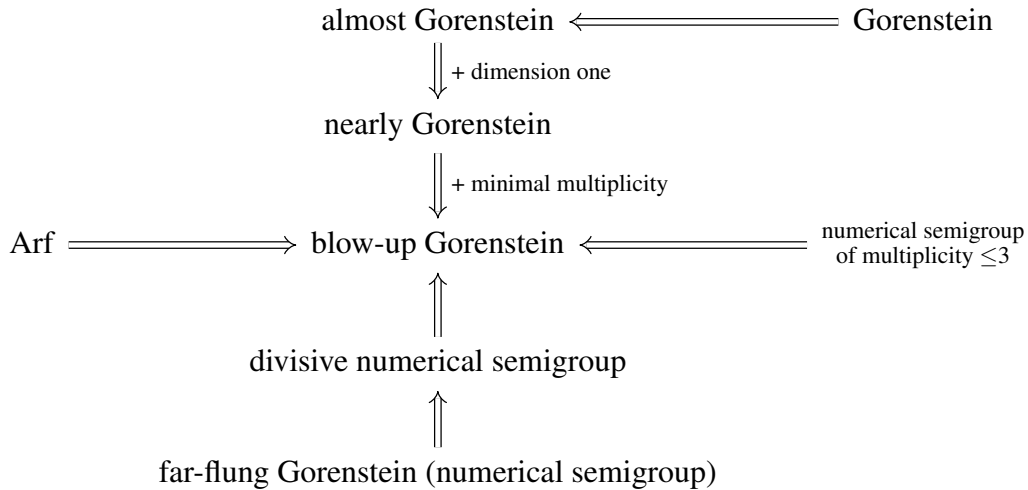 almost Gorenstein
Gorenstein
+ dimension one
nearly Gorenstein
+ minimal multiplicity
Arf
blow-up Gorenstein
numerical semigroup
of multiplicity ≤3
divisive numerical semigroup
far-flung Gorenstein (numerical semigroup)